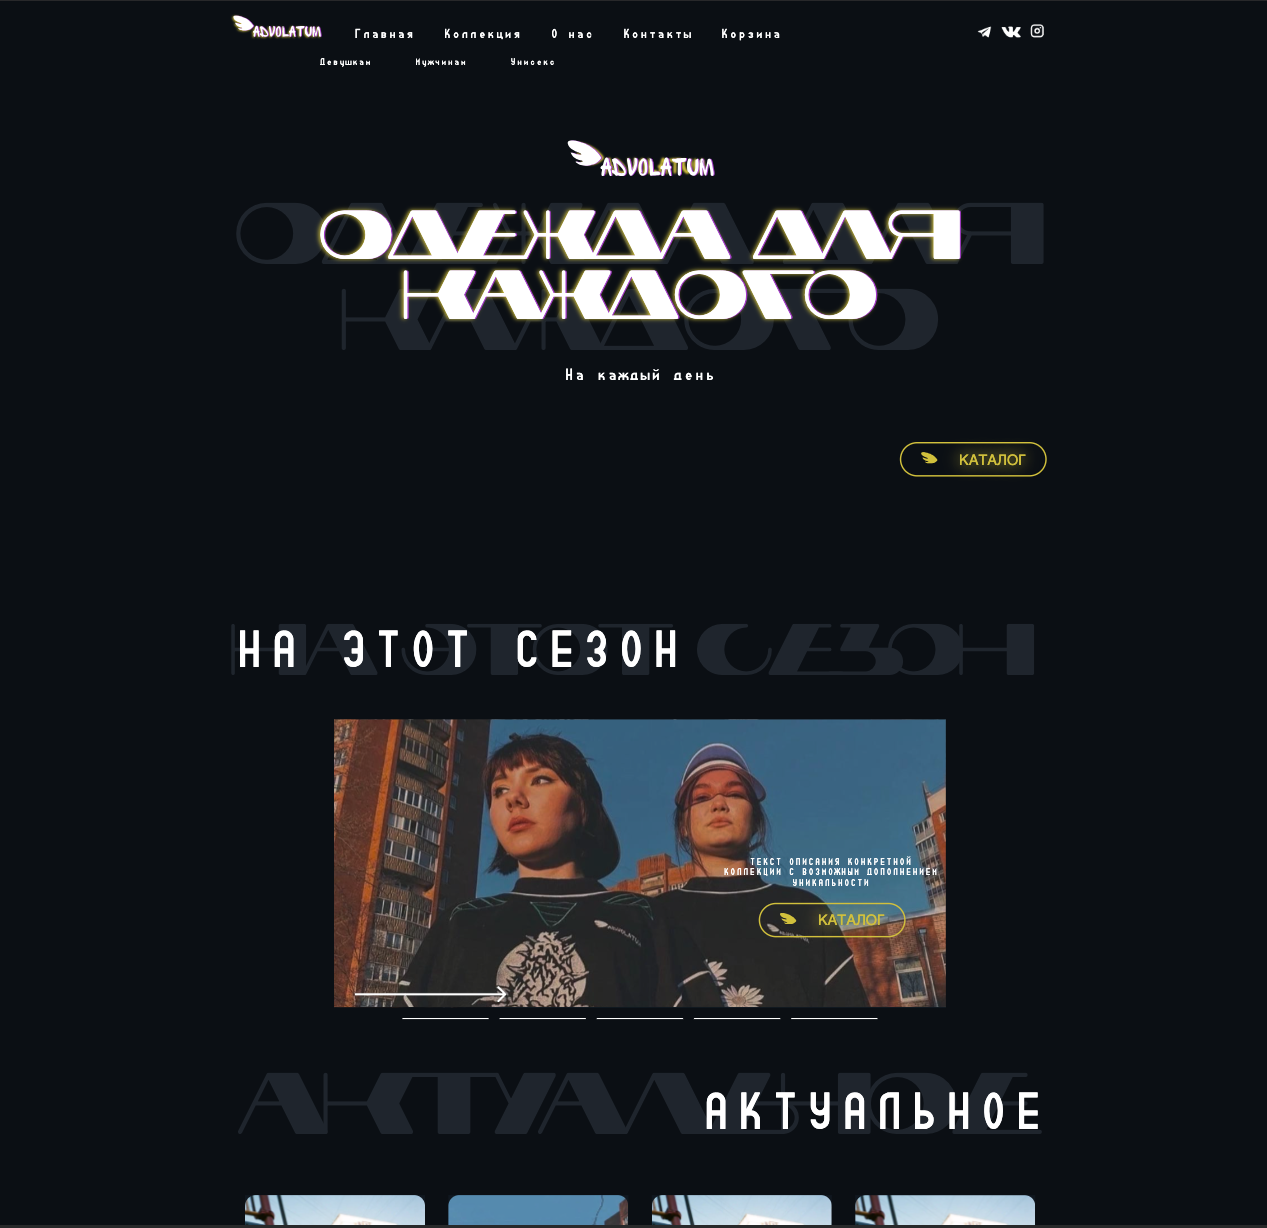 ADVOLATUM Главная Коллекция О нас Контакты Корзина
Девушкам Мужчинам Унисекс
ADVOLATUM
ОДЕЖДА ДЛЯ
КАЖДОГО
На каждый день
КАТАЛОГ
НА ЭТОТ СЕЗОН
ТЕКСТ ОПИСАНИЯ КОНКРЕТНОЙ
КОЛЛЕКЦИИ С ВОЗМОЖНЫМ ДОПОЛНЕНИЕМ
УНИКАЛЬНОСТИ
КАТАЛОГ
ADVOLATUM
АКТУАЛЬНОЕ